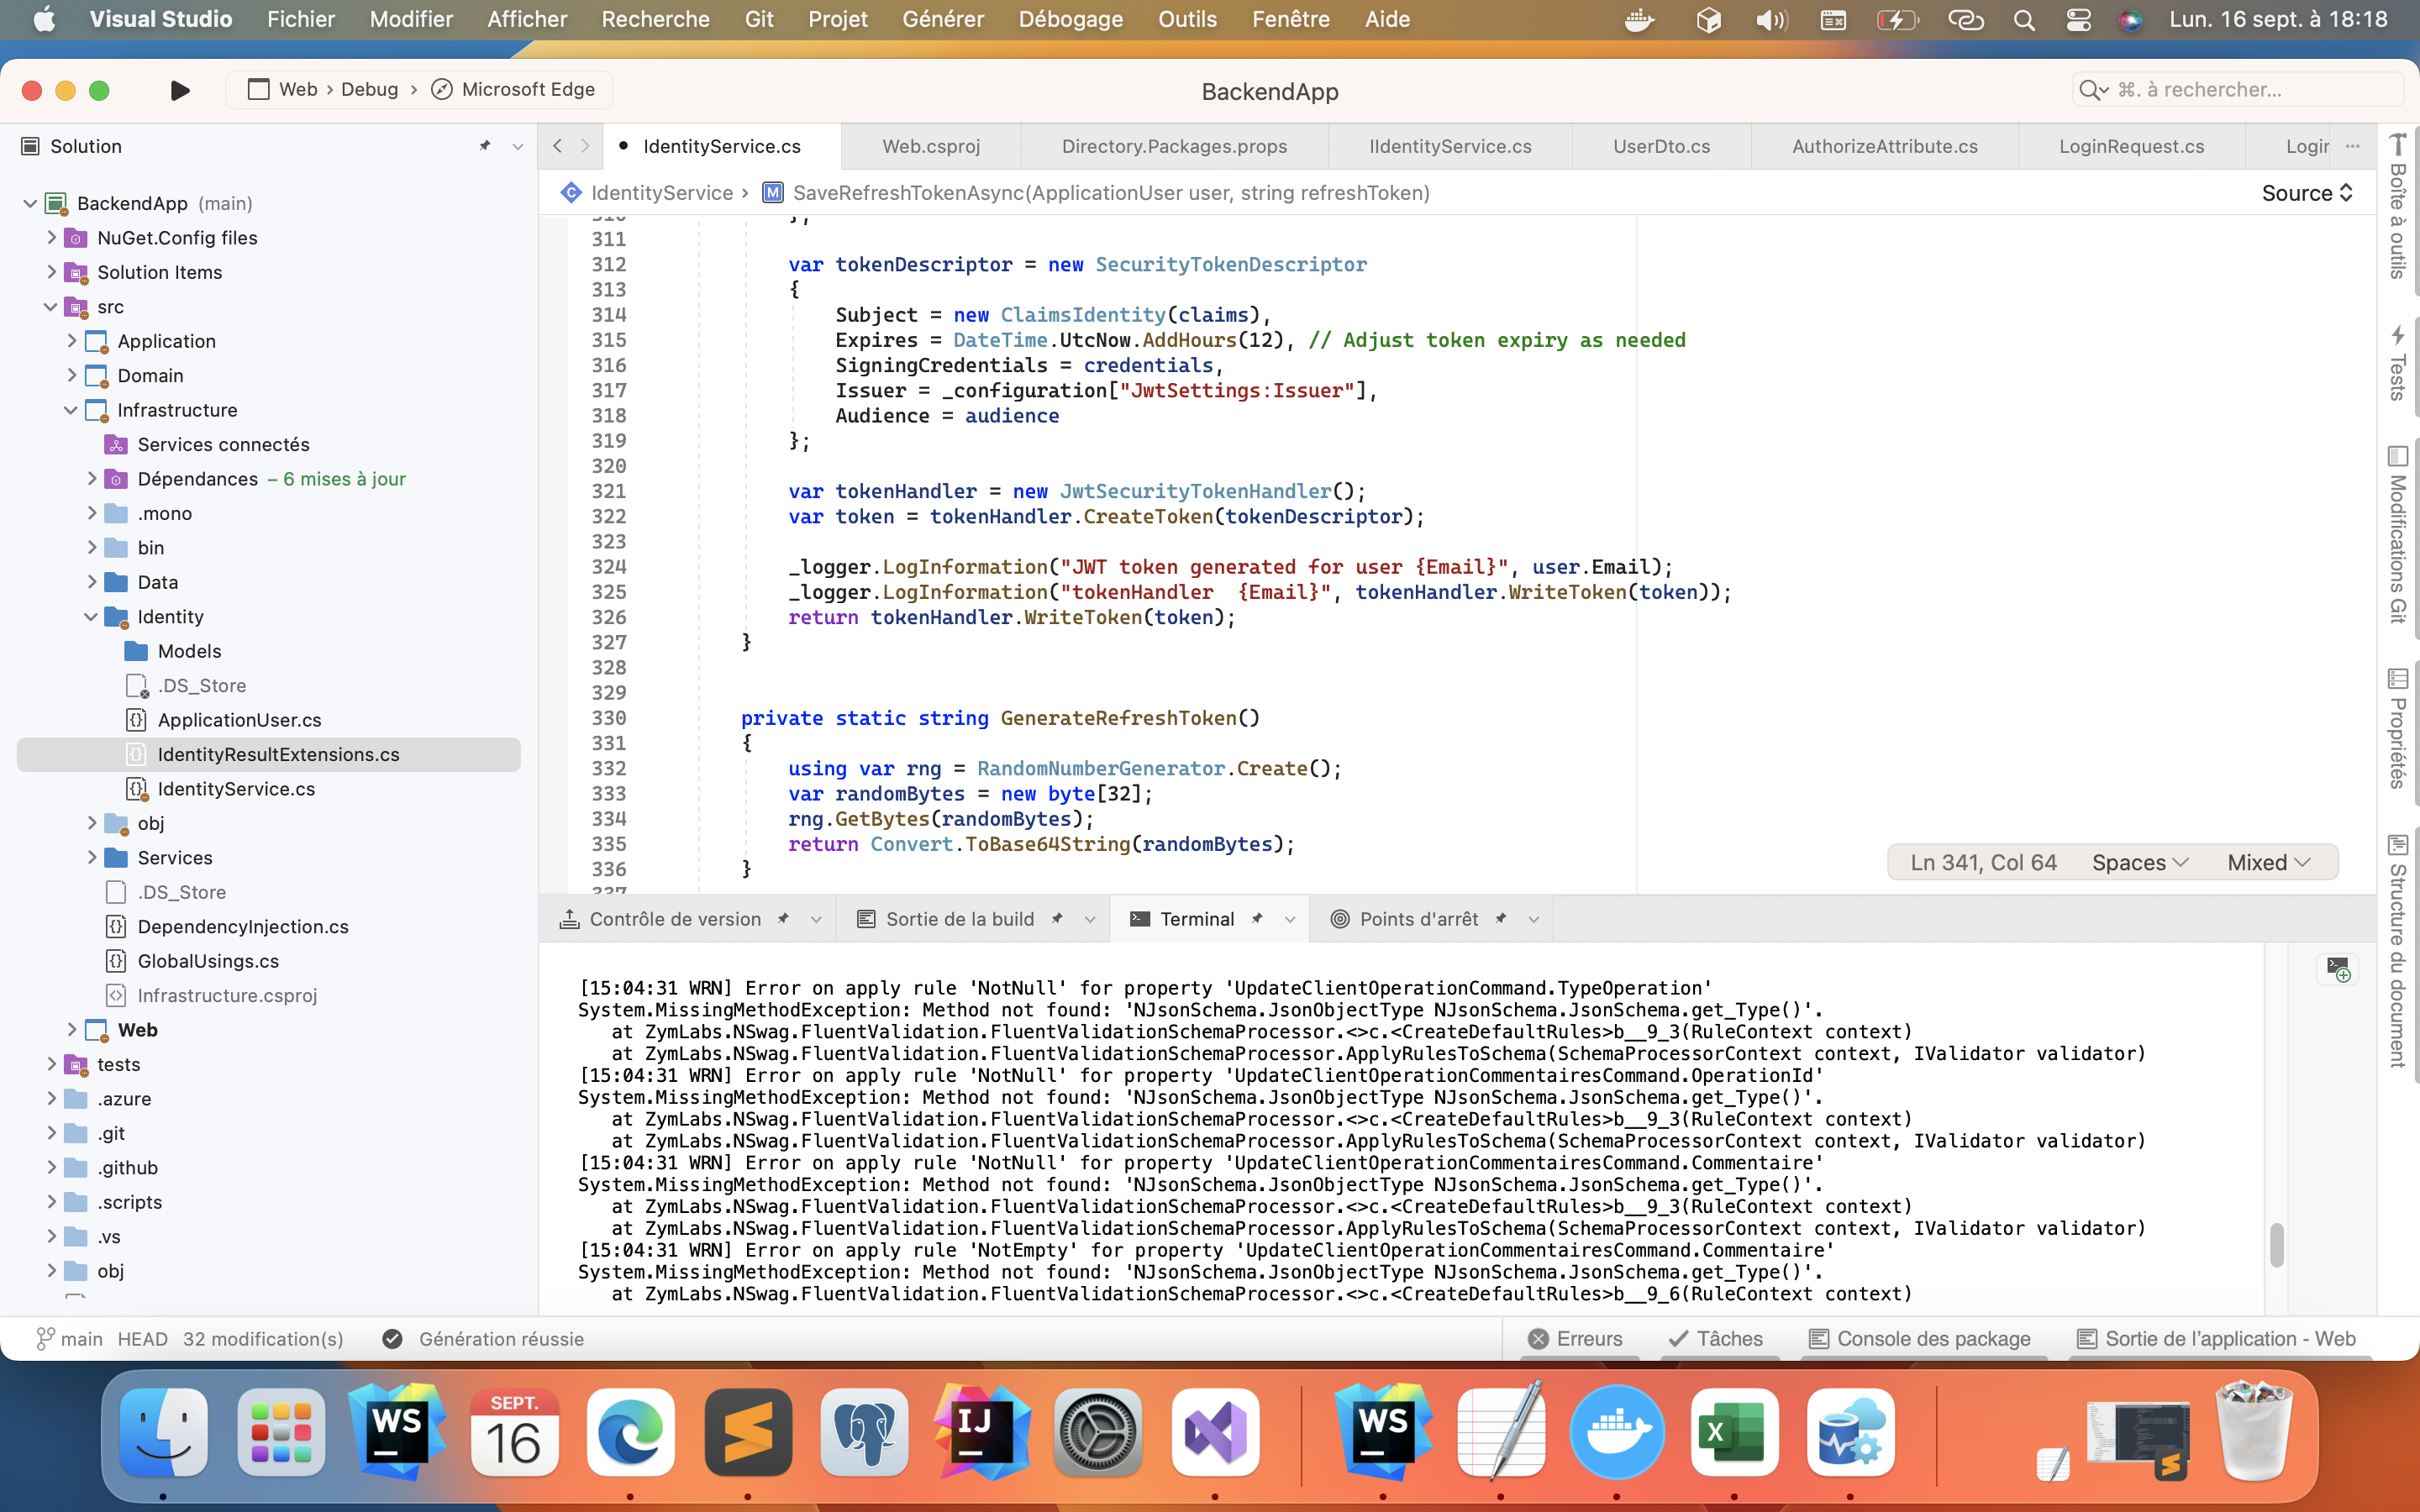 Visual Studio Fichier Modifier Afficher Recherche Git Projet Générer Débogage Outils Fenêtre Aide Lun. 16 sept. à 18:18
Web › Debug › Microsoft Edge BackendApp ⌘. à rechercher...
Solution
IdentityService.cs Web.csproj Directory.Packages.props IIdentityService.cs UserDto.cs AuthorizeAttribute.cs LoginRequest.cs Login ...
IdentityService › M SaveRefreshTokenAsync(ApplicationUser user, string refreshToken) Source
BackendApp (main)
NuGet.Config files
Solution Items
src
Application
Domain
Infrastructure
Services connectés
Dépendances – 6 mises à jour
.mono
bin
Data
Identity
Models
.DS_Store
ApplicationUser.cs
IdentityResultExtensions.cs
IdentityService.cs
obj
Services
.DS_Store
DependencyInjection.cs
GlobalUsings.cs
Infrastructure.csproj
Web
tests
.azure
.git
.github
.scripts
.vs
obj
310 };
311
312 var tokenDescriptor = new SecurityTokenDescriptor
313 {
314 Subject = new ClaimsIdentity(claims),
315 Expires = DateTime.UtcNow.AddHours(12), // Adjust token expiry as needed
316 SigningCredentials = credentials,
317 Issuer = _configuration["JwtSettings:Issuer"],
318 Audience = audience
319 };
320
321 var tokenHandler = new JwtSecurityTokenHandler();
322 var token = tokenHandler.CreateToken(tokenDescriptor);
323
324 _logger.LogInformation("JWT token generated for user {Email}", user.Email);
325 _logger.LogInformation("tokenHandler  {Email}", tokenHandler.WriteToken(token));
326 return tokenHandler.WriteToken(token);
327 }
328
329
330 private static string GenerateRefreshToken()
331 {
332 using var rng = RandomNumberGenerator.Create();
333 var randomBytes = new byte[32];
334 rng.GetBytes(randomBytes);
335 return Convert.ToBase64String(randomBytes);
336 }
337
Ln 341, Col 64 Spaces Mixed
Boîte à outils
Tests
Modifications Git
Propriétés
Structure du document
Contrôle de version Sortie de la build Terminal Points d'arrêt
[15:04:31 WRN] Error on apply rule 'NotNull' for property 'UpdateClientOperationCommand.TypeOperation'
System.MissingMethodException: Method not found: 'NJsonSchema.JsonObjectType NJsonSchema.JsonSchema.get_Type()'.
at ZymLabs.NSwag.FluentValidation.FluentValidationSchemaProcessor.<>c.<CreateDefaultRules>b__9_3(RuleContext context)
at ZymLabs.NSwag.FluentValidation.FluentValidationSchemaProcessor.ApplyRulesToSchema(SchemaProcessorContext context, IValidator validator)
[15:04:31 WRN] Error on apply rule 'NotNull' for property 'UpdateClientOperationCommentairesCommand.OperationId'
System.MissingMethodException: Method not found: 'NJsonSchema.JsonObjectType NJsonSchema.JsonSchema.get_Type()'.
at ZymLabs.NSwag.FluentValidation.FluentValidationSchemaProcessor.<>c.<CreateDefaultRules>b__9_3(RuleContext context)
at ZymLabs.NSwag.FluentValidation.FluentValidationSchemaProcessor.ApplyRulesToSchema(SchemaProcessorContext context, IValidator validator)
[15:04:31 WRN] Error on apply rule 'NotNull' for property 'UpdateClientOperationCommentairesCommand.Commentaire'
System.MissingMethodException: Method not found: 'NJsonSchema.JsonObjectType NJsonSchema.JsonSchema.get_Type()'.
at ZymLabs.NSwag.FluentValidation.FluentValidationSchemaProcessor.<>c.<CreateDefaultRules>b__9_3(RuleContext context)
at ZymLabs.NSwag.FluentValidation.FluentValidationSchemaProcessor.ApplyRulesToSchema(SchemaProcessorContext context, IValidator validator)
[15:04:31 WRN] Error on apply rule 'NotEmpty' for property 'UpdateClientOperationCommentairesCommand.Commentaire'
System.MissingMethodException: Method not found: 'NJsonSchema.JsonObjectType NJsonSchema.JsonSchema.get_Type()'.
at ZymLabs.NSwag.FluentValidation.FluentValidationSchemaProcessor.<>c.<CreateDefaultRules>b__9_6(RuleContext context)
main HEAD 32 modification(s) Génération réussie Erreurs Tâches Console des package Sortie de l'application - Web
WS SEPT. 16 IJ WS X